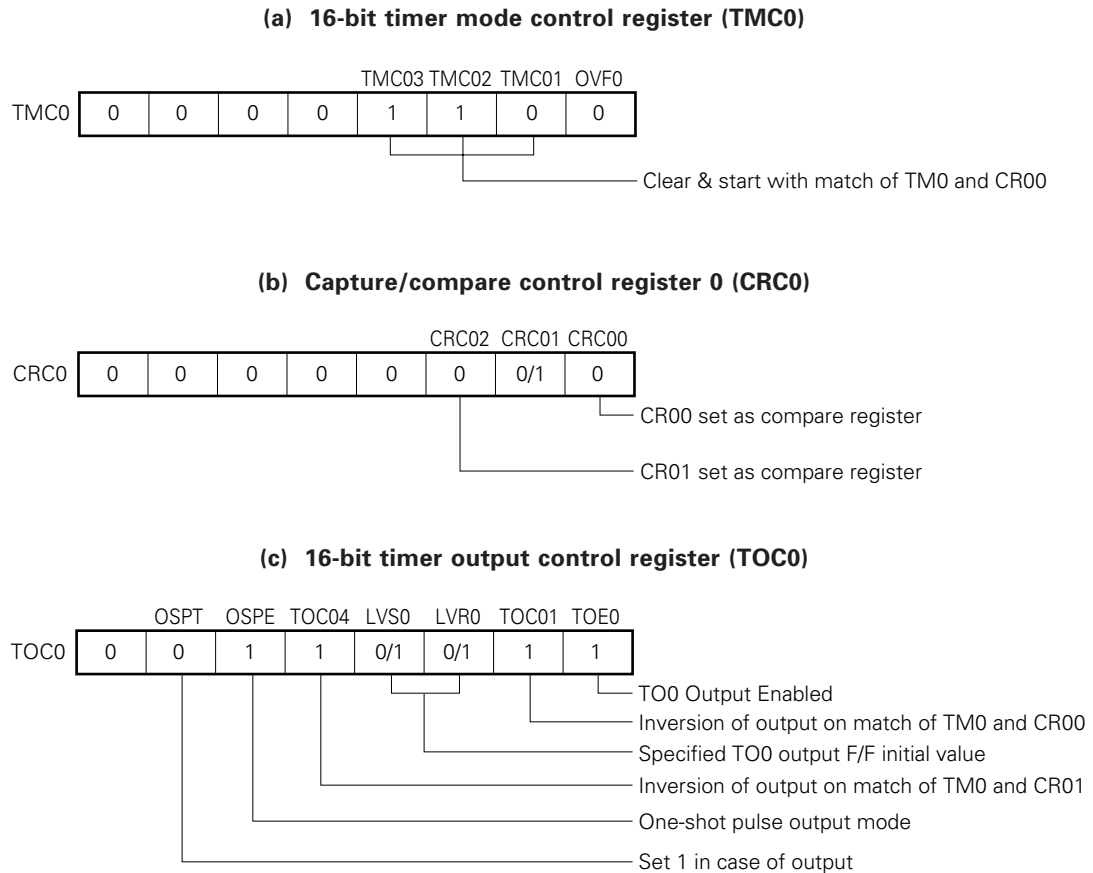 (a) 16-bit timer mode control register (TMC0)
TMC03 TMC02 TMC01 OVF0
TMC0 0 0 0 0 1 1 0 0
Clear & start with match of TM0 and CR00
(b) Capture/compare control register 0 (CRC0)
CRC02 CRC01 CRC00
CRC0 0 0 0 0 0 0 0/1 0
CR00 set as compare register
CR01 set as compare register
(c) 16-bit timer output control register (TOC0)
OSPT OSPE TOC04 LVS0 LVR0 TOC01 TOE0
TOC0 0 0 1 1 0/1 0/1 1 1
TO0 Output Enabled
Inversion of output on match of TM0 and CR00
Specified TO0 output F/F initial value
Inversion of output on match of TM0 and CR01
One-shot pulse output mode
Set 1 in case of output